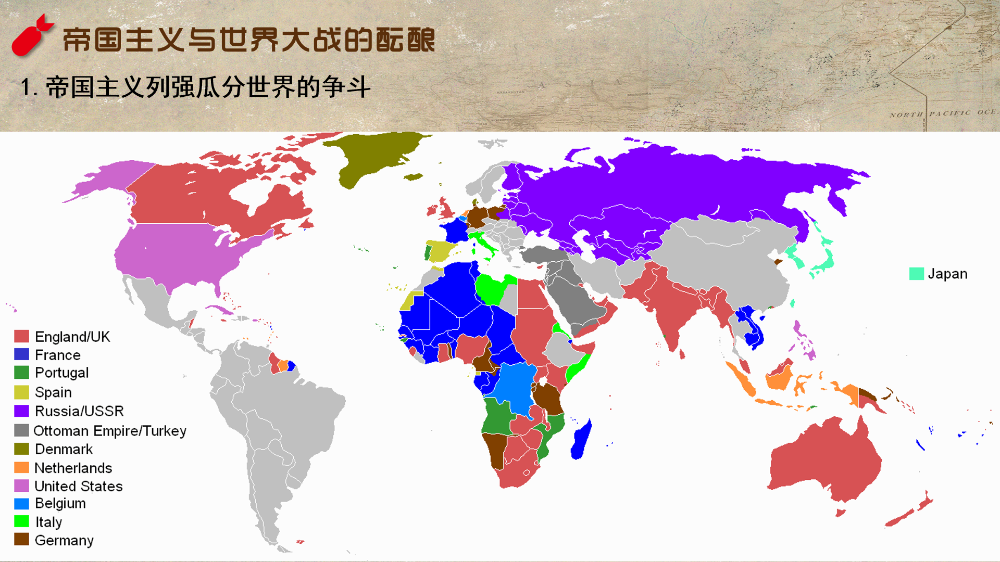 帝国主义与世界大战的酝酿
1. 帝国主义列强瓜分世界的争斗
ASIA
NORTH PACIFIC OCEA
Japan
England/UK
France
Portugal
Spain
Russia/USSR
Ottoman Empire/Turkey
Denmark
Netherlands
United States
Belgium
Italy
Germany